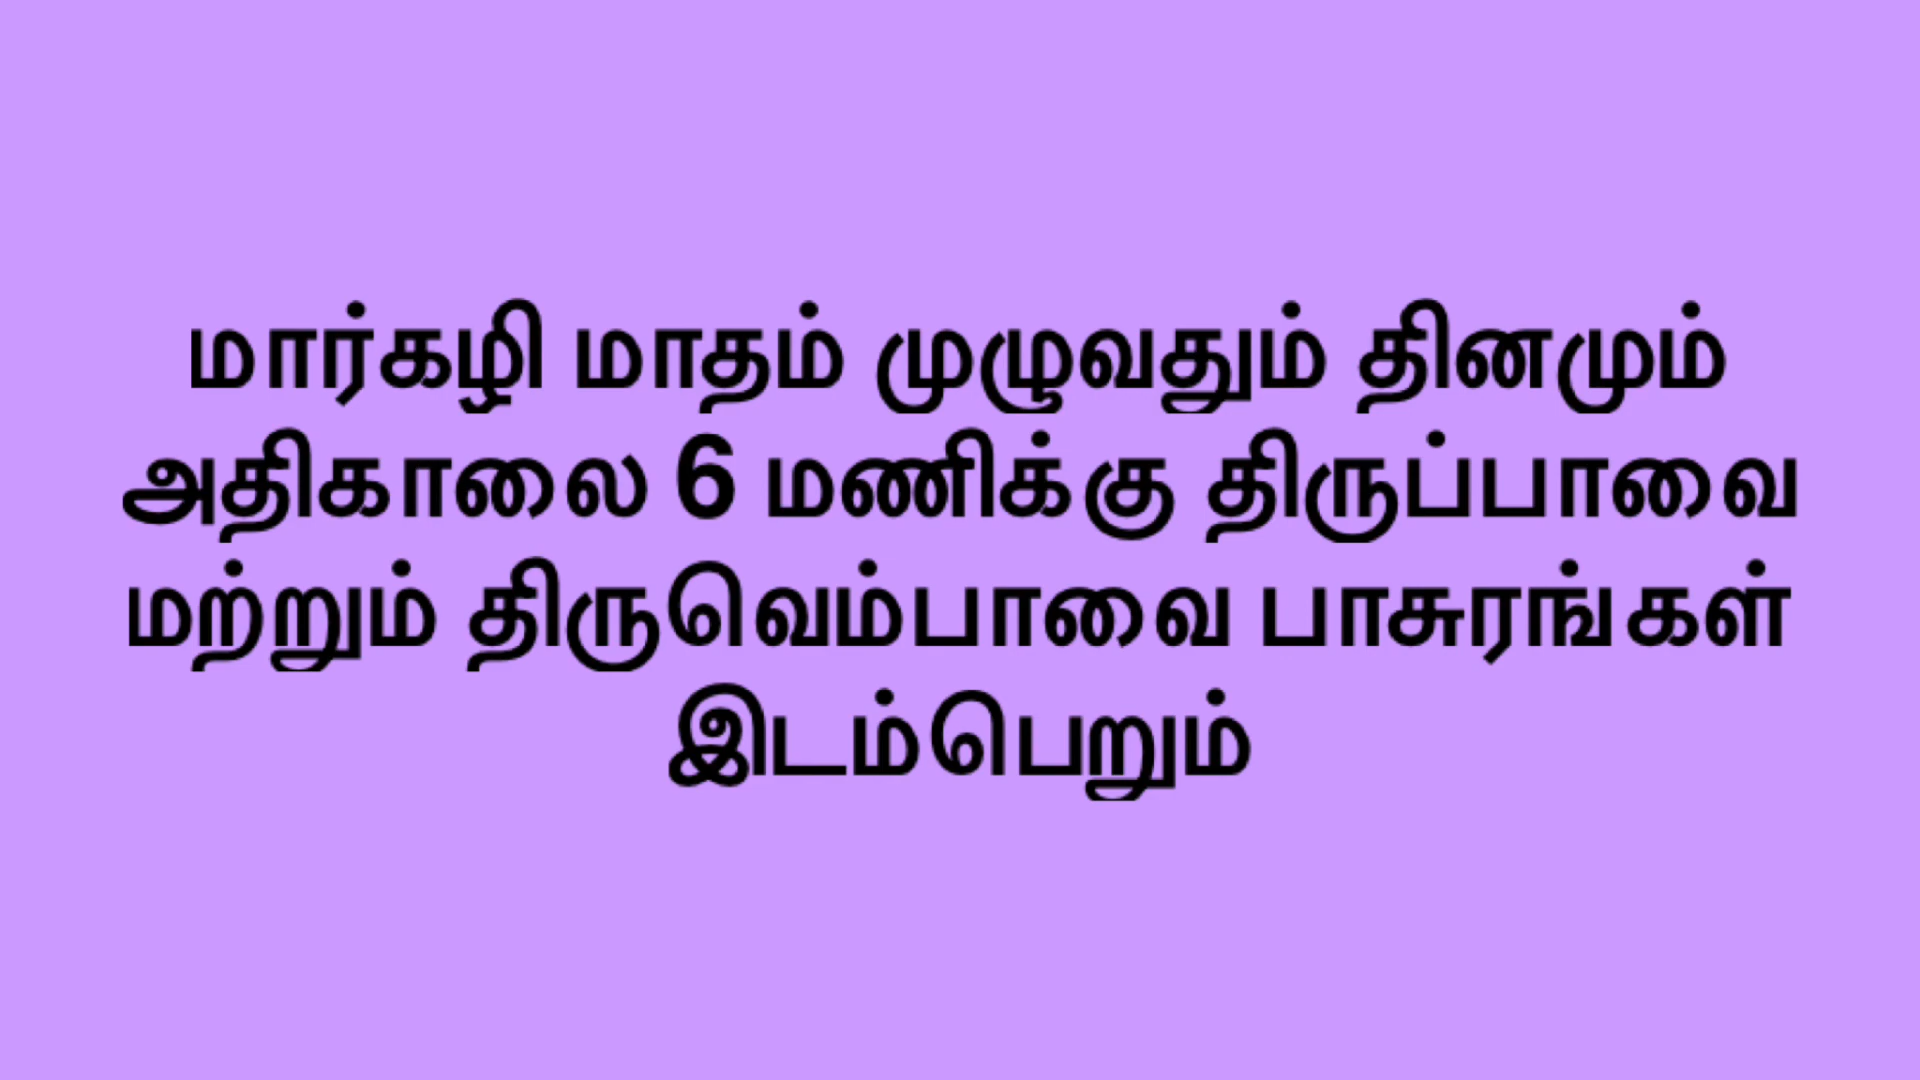 மார்கழி மாதம் முழுவதும் தினமும்
அதிகாலை 6 மணிக்கு திருப்பாவை
மற்றும் திருவெம்பாவை பாசுரங்கள்
இடம்பெறும்